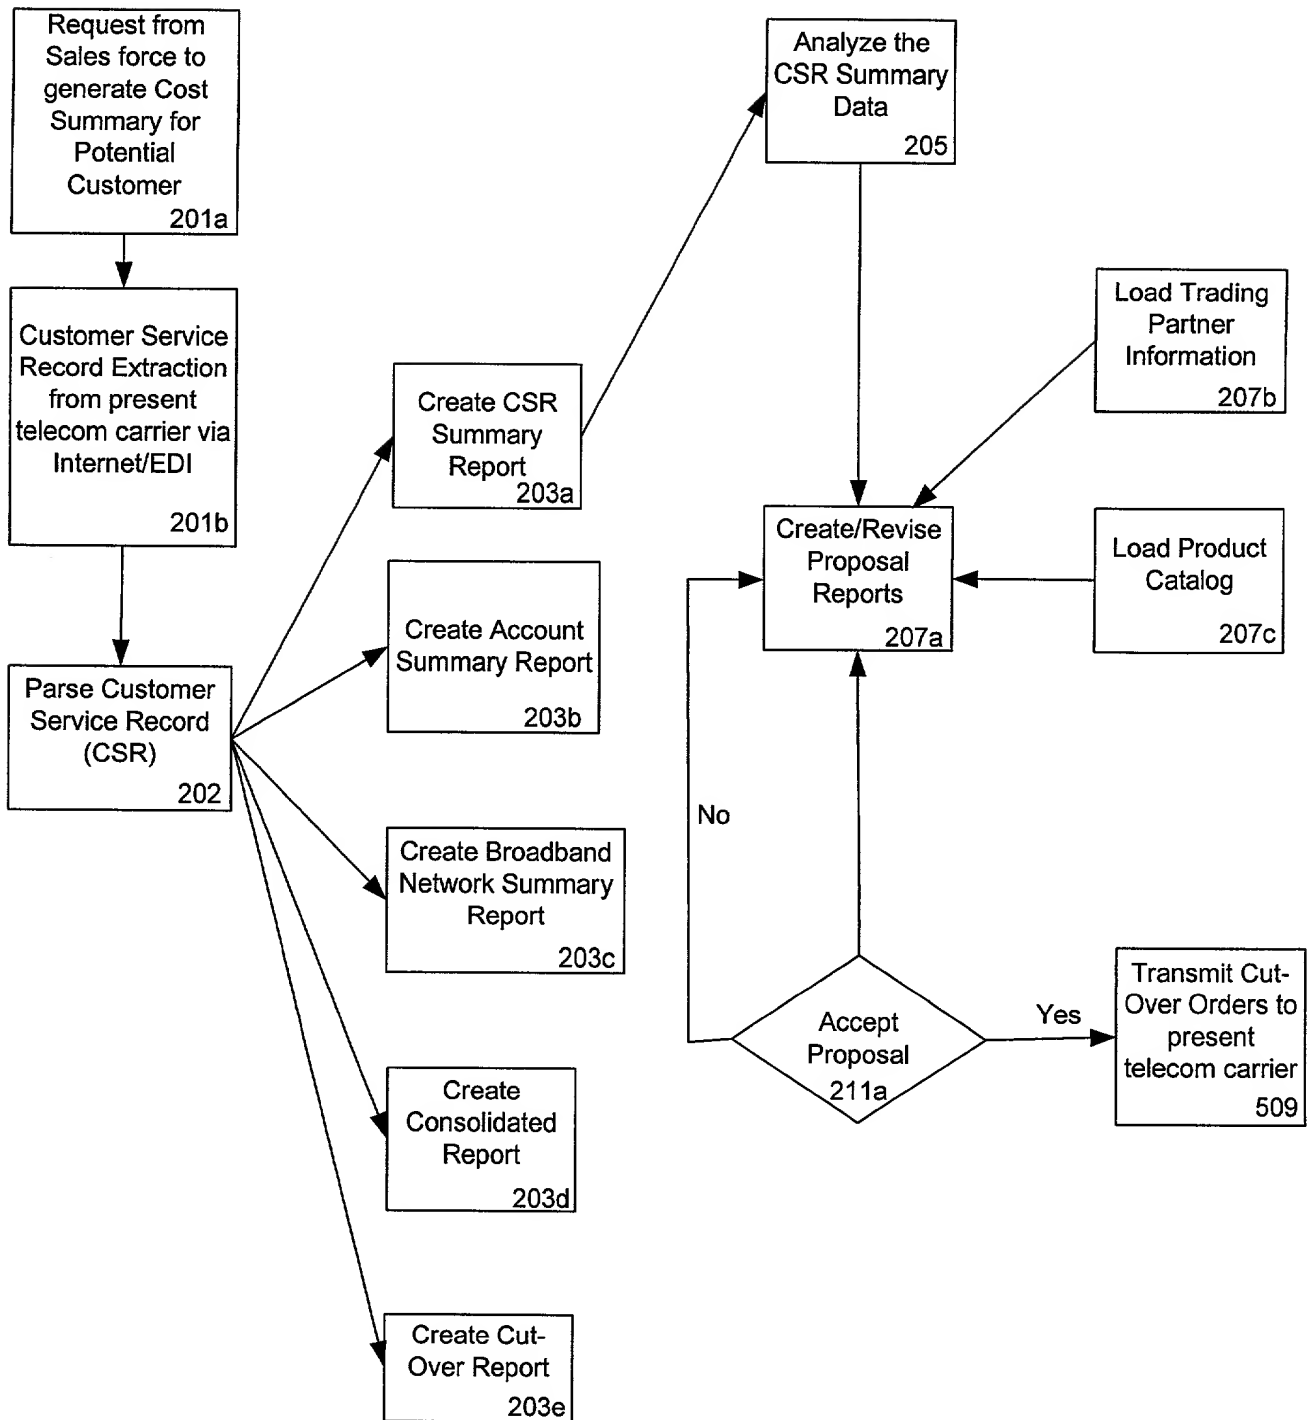 Request from
Sales force to
generate Cost
Summary for
Potential
Customer
201a
Customer Service
Record Extraction
from present
telecom carrier via
Internet/EDI
201b
Parse Customer
Service Record
(CSR)
202
Create CSR
Summary
Report
203a
Create Account
Summary Report
203b
Create Broadband
Network Summary
Report
203c
Create
Consolidated
Report
203d
Create Cut-
Over Report
203e
Analyze the
CSR Summary
Data
205
Load Trading
Partner
Information
207b
Create/Revise
Proposal
Reports
207a
Load Product
Catalog
207c
No
Accept
Proposal
211a
Yes
Transmit Cut-
Over Orders to
present
telecom carrier
509